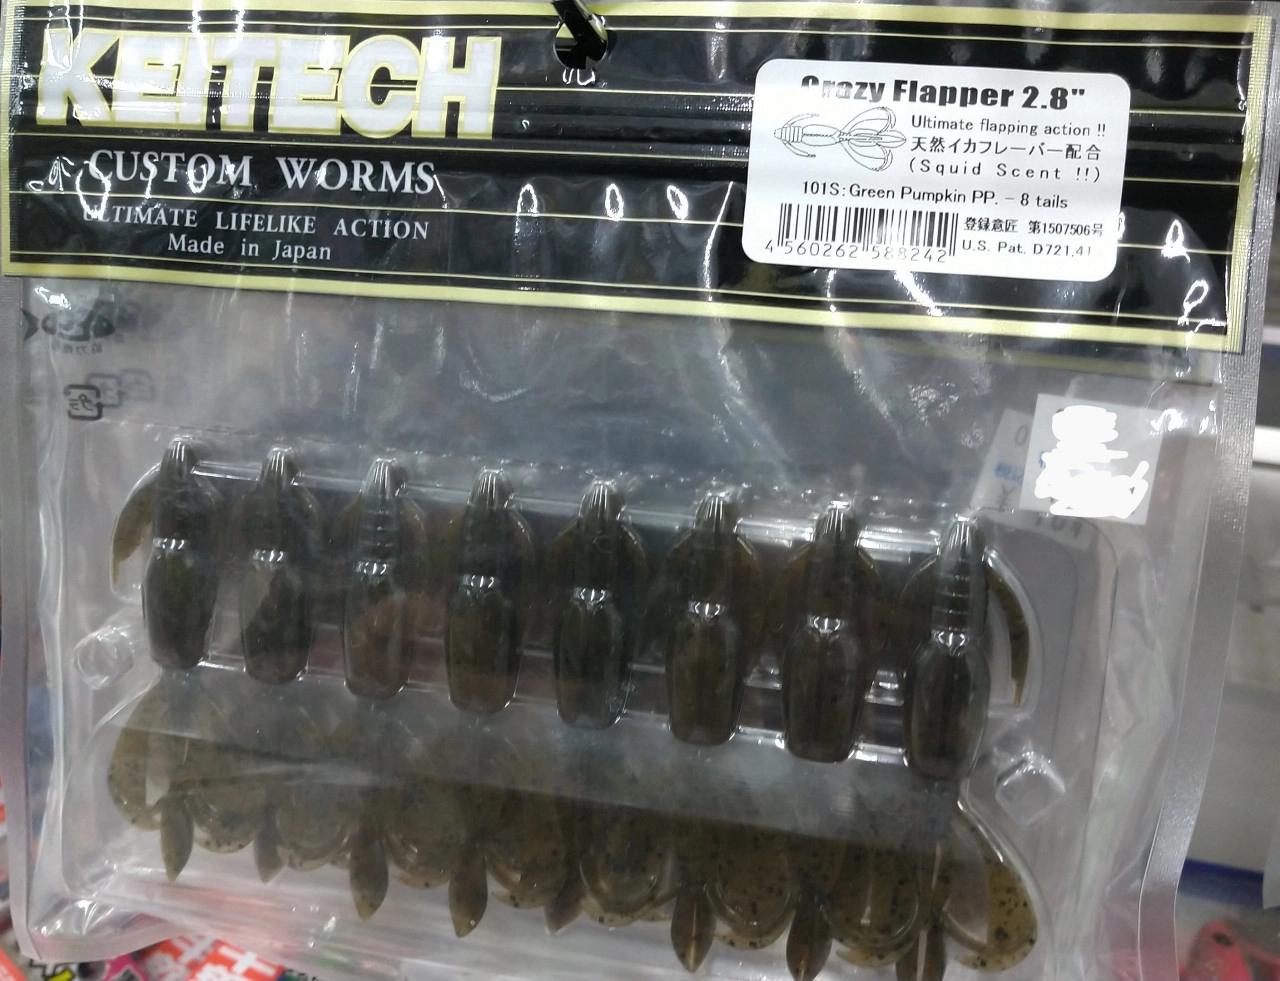 KEITECH
CUSTOM WORMS
ULTIMATE LIFELIKE ACTION
Made in Japan
Crazy Flapper 2.8"
Ultimate flapping action !!
天然イカフレーバー配合
(Squid Scent !!)
101S: Green Pumpkin PP. - 8 tails
4 560262 588242
登録意匠 第1507506号
U.S. Pat. D721.41